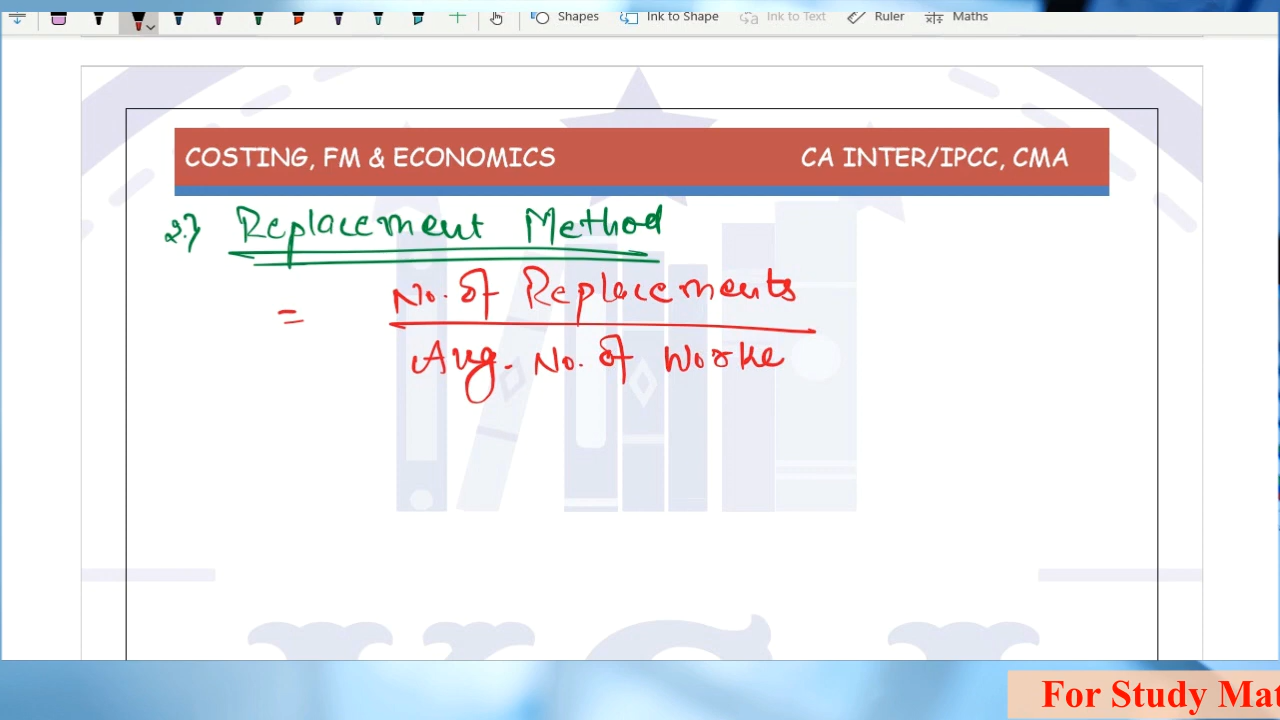 Shapes Ink to Shape Ink to Text Ruler Maths
COSTING, FM & ECONOMICS CA INTER/IPCC, CMA
2.) Replacement Method
= No. of Replacements
Avg. No. of Worke
For Study Mat